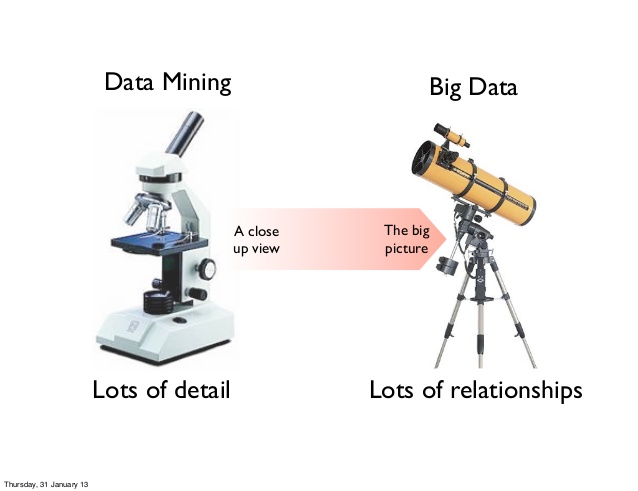 Data Mining
Big Data
A close
up view
The big
picture
Lots of detail
Lots of relationships
Thursday, 31 January 13